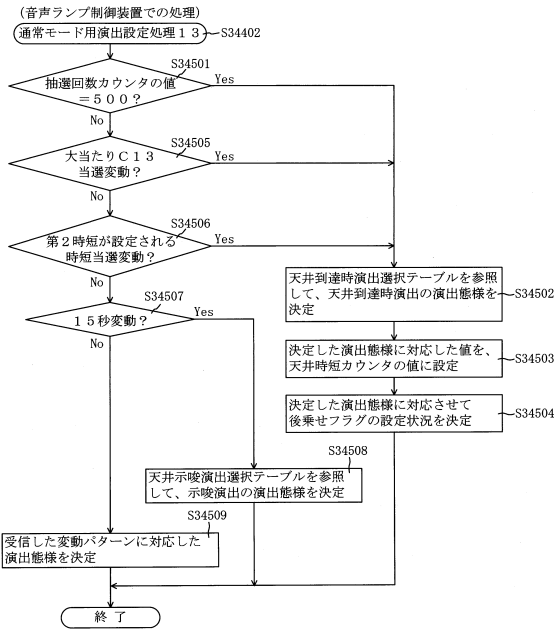 (音声ランプ制御装置での処理)
通常モード用演出設定処理13
S34402
S34501
抽選回数カウンタの値
=500?
Yes
No
S34505
大当たりC13
当選変動?
Yes
No
S34506
第2時短が設定される
時短当選変動?
Yes
No
S34507
15秒変動?
Yes
No
天井到達時演出選択テーブルを参照
して、天井到達時演出の演出態様を
決定
S34502
決定した演出態様に対応した値を、
天井時短カウンタの値に設定
S34503
決定した演出態様に対応させて
後乗せフラグの設定状況を決定
S34504
S34508
天井示唆演出選択テーブルを参照
して、示唆演出の演出態様を決定
S34509
受信した変動パターンに対応した
演出態様を決定
終了